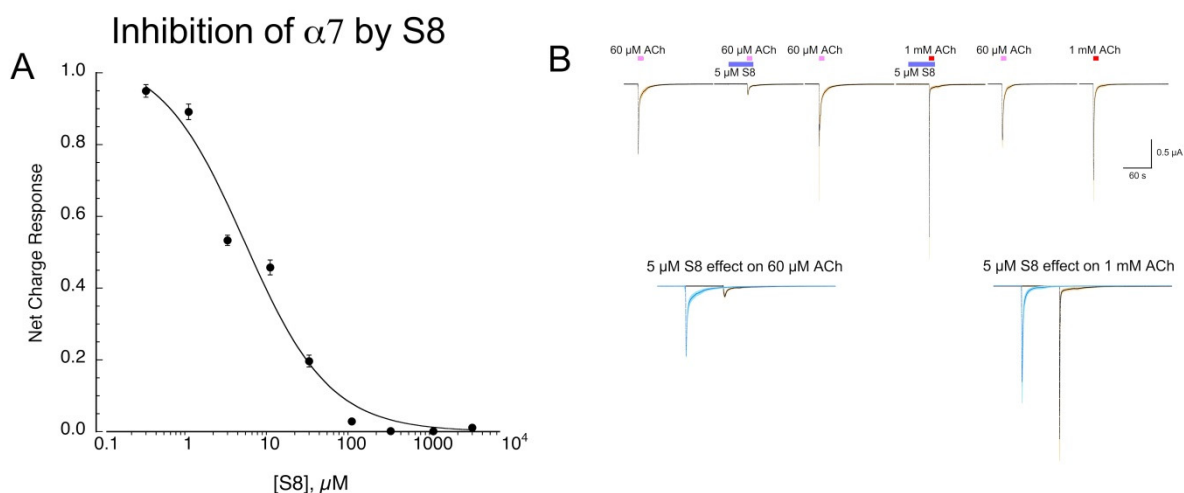 Inhibition of α7 by S8
A
Net Charge Response
1.0
0.8
0.6
0.4
0.2
0.0
0.1
1
10
100
1000
10⁴
[S8], μM
B
60 μM ACh
60 μM ACh
5 μM S8
60 μM ACh
1 mM ACh
5 μM S8
60 μM ACh
1 mM ACh
0.5 μA
60 s
5 μM S8 effect on 60 μM ACh
5 μM S8 effect on 1 mM ACh